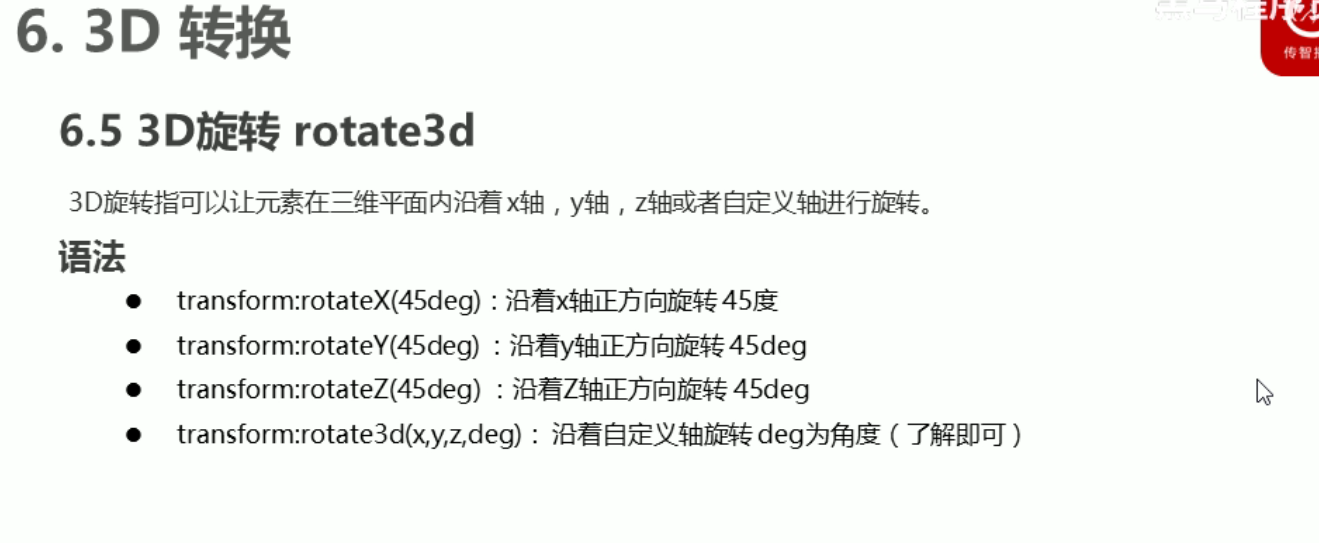 6. 3D 转换
6.5 3D旋转 rotate3d
3D旋转指可以让元素在三维平面内沿着 x轴，y轴，z轴或者自定义轴进行旋转。
语法
● transform:rotateX(45deg)：沿着x轴正方向旋转 45度
● transform:rotateY(45deg) ：沿着y轴正方向旋转 45deg
● transform:rotateZ(45deg) ：沿着Z轴正方向旋转 45deg
● transform:rotate3d(x,y,z,deg)： 沿着自定义轴旋转 deg为角度（了解即可）
传智